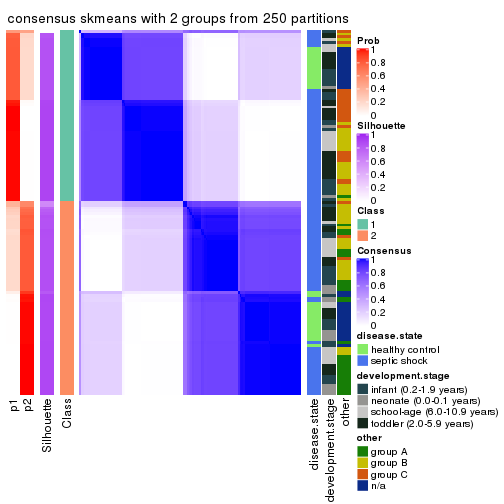 consensus skmeans with 2 groups from 250 partitions
Prob
1
0.8
0.6
0.4
0.2
0
Silhouette
1
0.8
0.6
0.4
0.2
0
Class
1
2
Consensus
1
0.8
0.6
0.4
0.2
0
disease.state
healthy control
septic shock
development.stage
infant (0.2-1.9 years)
neonate (0.0-0.1 years)
school-age (6.0-10.9 years)
toddler (2.0-5.9 years)
other
group A
group B
group C
n/a
p1
p2
Silhouette
Class
disease.state
development.stage
other